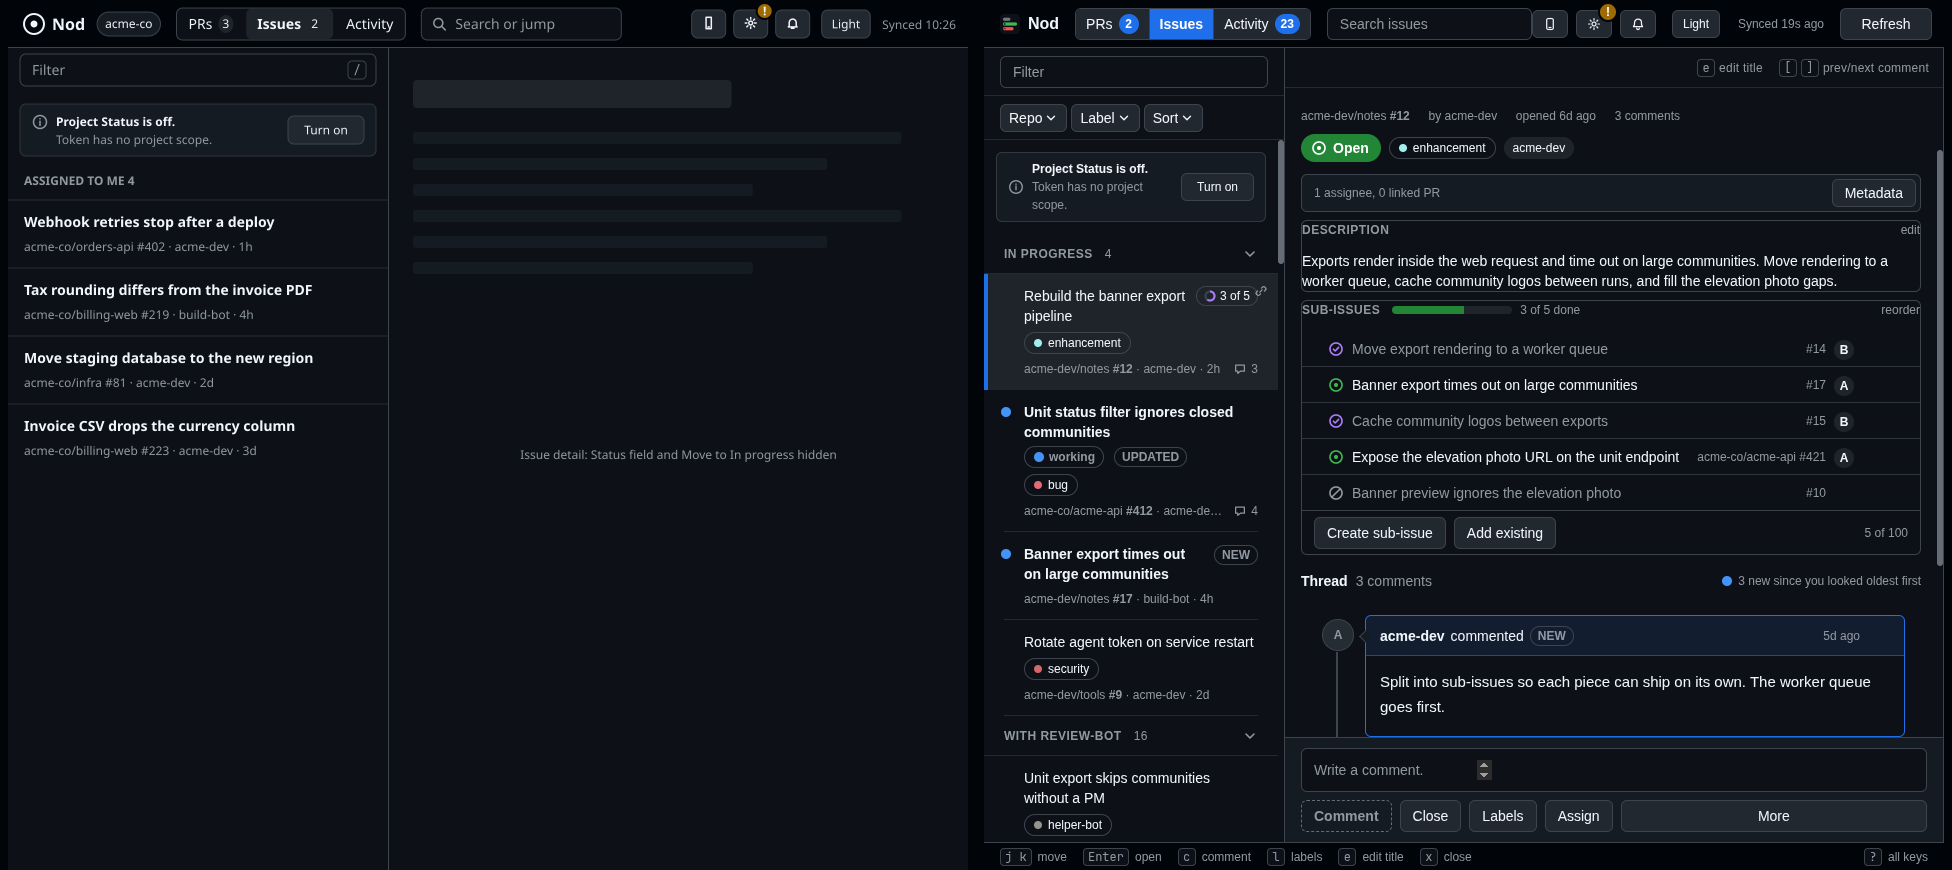 Nod acme-co PRs 3 Issues 2 Activity Search or jump ! Light Synced 10:26
Filter /
Project Status is off.
Token has no project scope.
Turn on
ASSIGNED TO ME 4
Webhook retries stop after a deploy
acme-co/orders-api #402 · acme-dev · 1h
Tax rounding differs from the invoice PDF
acme-co/billing-web #219 · build-bot · 4h
Move staging database to the new region
acme-co/infra #81 · acme-dev · 2d
Invoice CSV drops the currency column
acme-co/billing-web #223 · acme-dev · 3d
Issue detail: Status field and Move to In progress hidden
Nod PRs 2 Issues Activity 23 Search issues ! Light Synced 19s ago Refresh
Filter
Repo Label Sort
Project Status is off.
Token has no project
scope.
Turn on
IN PROGRESS 4
Rebuild the banner export 3 of 5
pipeline
enhancement
acme-dev/notes #12 · acme-dev · 2h 3
Unit status filter ignores closed
communities
working UPDATED
bug
acme-co/acme-api #412 · acme-de... 4
Banner export times out NEW
on large communities
acme-dev/notes #17 · build-bot · 4h
Rotate agent token on service restart
security
acme-dev/tools #9 · acme-dev · 2d
WITH REVIEW-BOT 16
Unit export skips communities
without a PM
helper-bot
e edit title [ ] prev/next comment
acme-dev/notes #12 by acme-dev opened 6d ago 3 comments
Open enhancement acme-dev
1 assignee, 0 linked PR Metadata
DESCRIPTION edit
Exports render inside the web request and time out on large communities. Move rendering to a
worker queue, cache community logos between runs, and fill the elevation photo gaps.
SUB-ISSUES 3 of 5 done reorder
Move export rendering to a worker queue #14 B
Banner export times out on large communities #17 A
Cache community logos between exports #15 B
Expose the elevation photo URL on the unit endpoint acme-co/acme-api #421 A
Banner preview ignores the elevation photo #10
Create sub-issue Add existing 5 of 100
Thread 3 comments 3 new since you looked oldest first
A acme-dev commented NEW 5d ago
Split into sub-issues so each piece can ship on its own. The worker queue
goes first.
Write a comment.
Comment Close Labels Assign More
j k move Enter open c comment l labels e edit title x close ? all keys